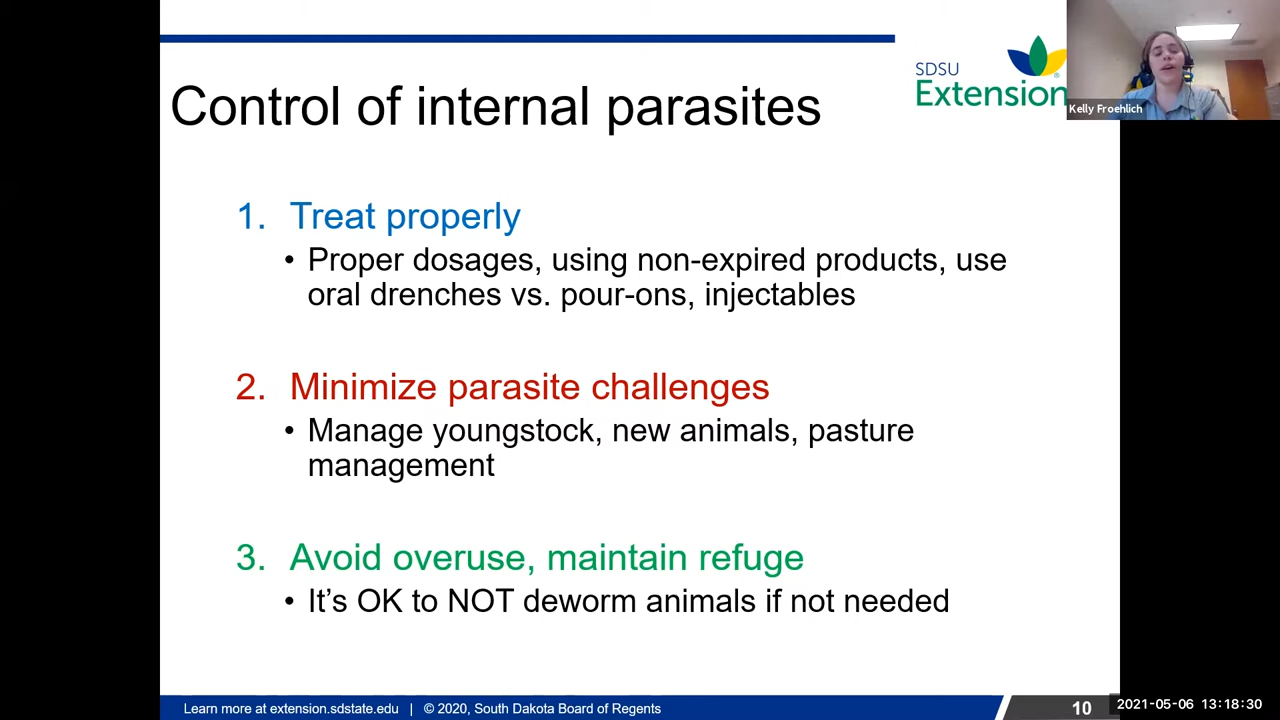 SDSU
Extension
Kelly Froehlich
Control of internal parasites
1. Treat properly
• Proper dosages, using non-expired products, use
oral drenches vs. pour-ons, injectables
2. Minimize parasite challenges
• Manage youngstock, new animals, pasture
management
3. Avoid overuse, maintain refuge
• It's OK to NOT deworm animals if not needed
Learn more at extension.sdstate.edu | © 2020, South Dakota Board of Regents
10
2021-05-06 13:18:30